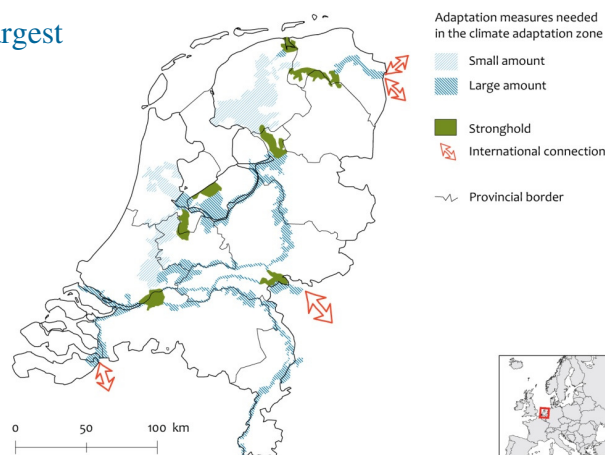 Adaptation measures needed
in the climate adaptation zone
Small amount
Large amount
Stronghold
International connection
Provincial border
0 50 100 km